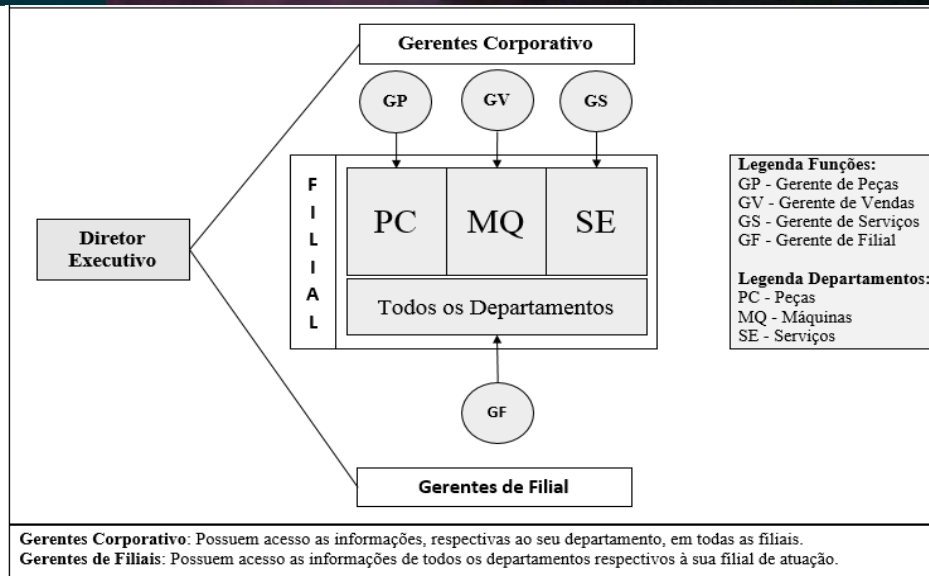 Gerentes Corporativo
GP
GV
GS
F
I
L
I
A
L
PC
MQ
SE
Todos os Departamentos
Diretor
Executivo
GF
Gerentes de Filial
Legenda Funções:
GP - Gerente de Peças
GV - Gerente de Vendas
GS - Gerente de Serviços
GF - Gerente de Filial
Legenda Departamentos:
PC - Peças
MQ - Máquinas
SE - Serviços
Gerentes Corporativo: Possuem acesso as informações, respectivas ao seu departamento, em todas as filiais.
Gerentes de Filiais: Possuem acesso as informações de todos os departamentos respectivos à sua filial de atuação.